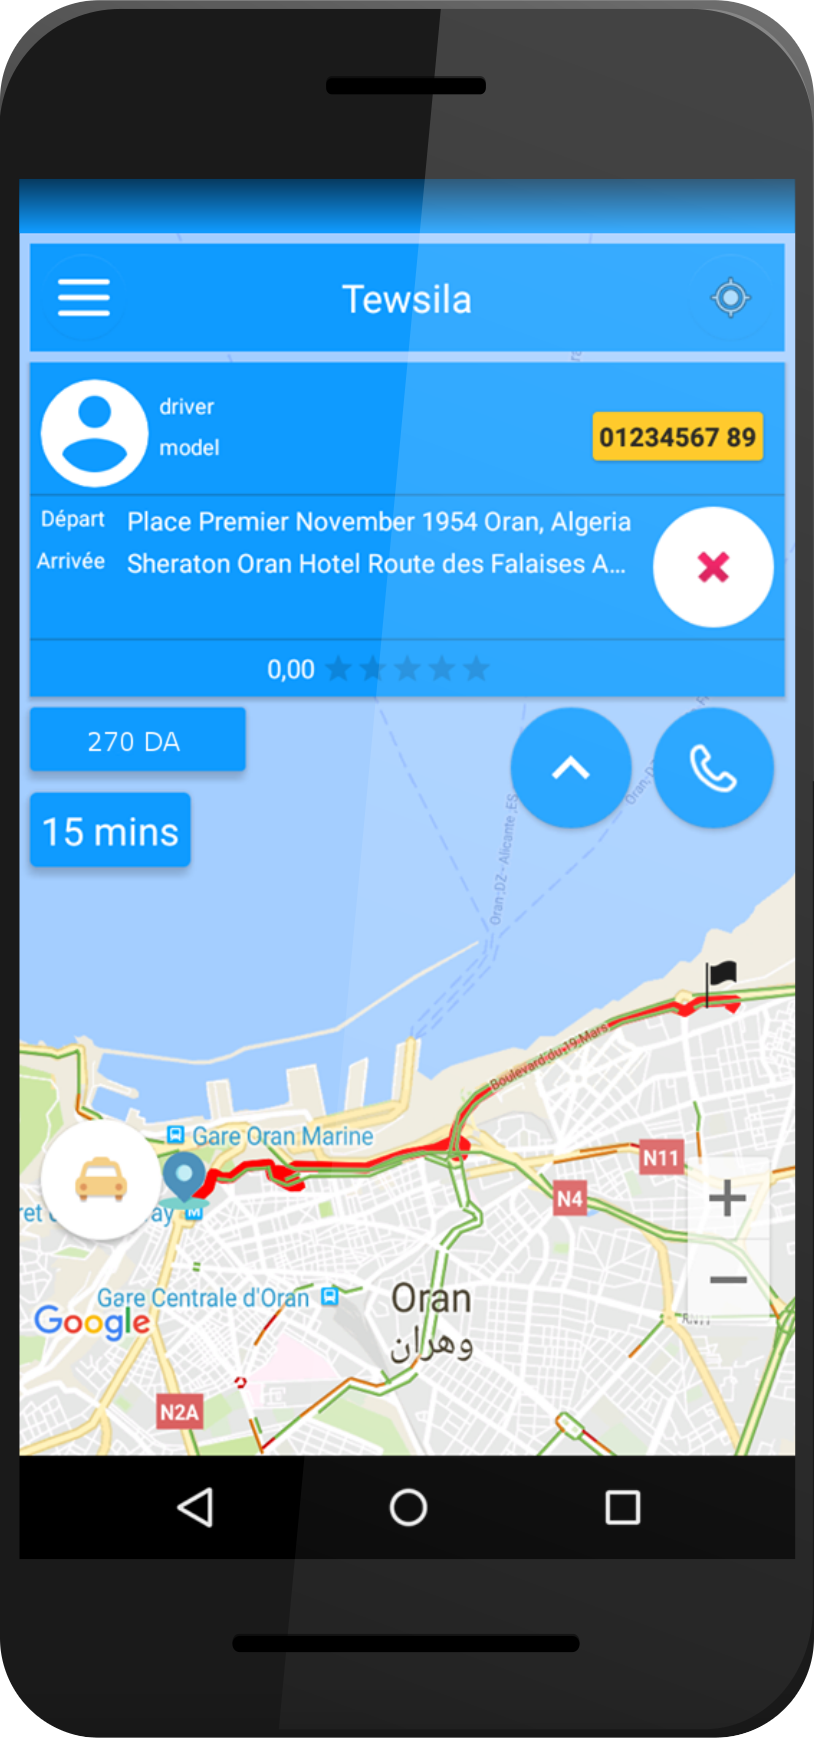 Tewsila
driver
model
01234567 89
Départ Place Premier November 1954 Oran, Algeria
Arrivée Sheraton Oran Hotel Route des Falaises A...
0,00
270 DA
15 mins
Oran ;DZ - Alicante ;ES
Oran;DZ
Boulevard du 19 Mars
Gare Oran Marine
N11
N4
M
Gare Centrale d'Oran
Oran
وهران
Google
N2A